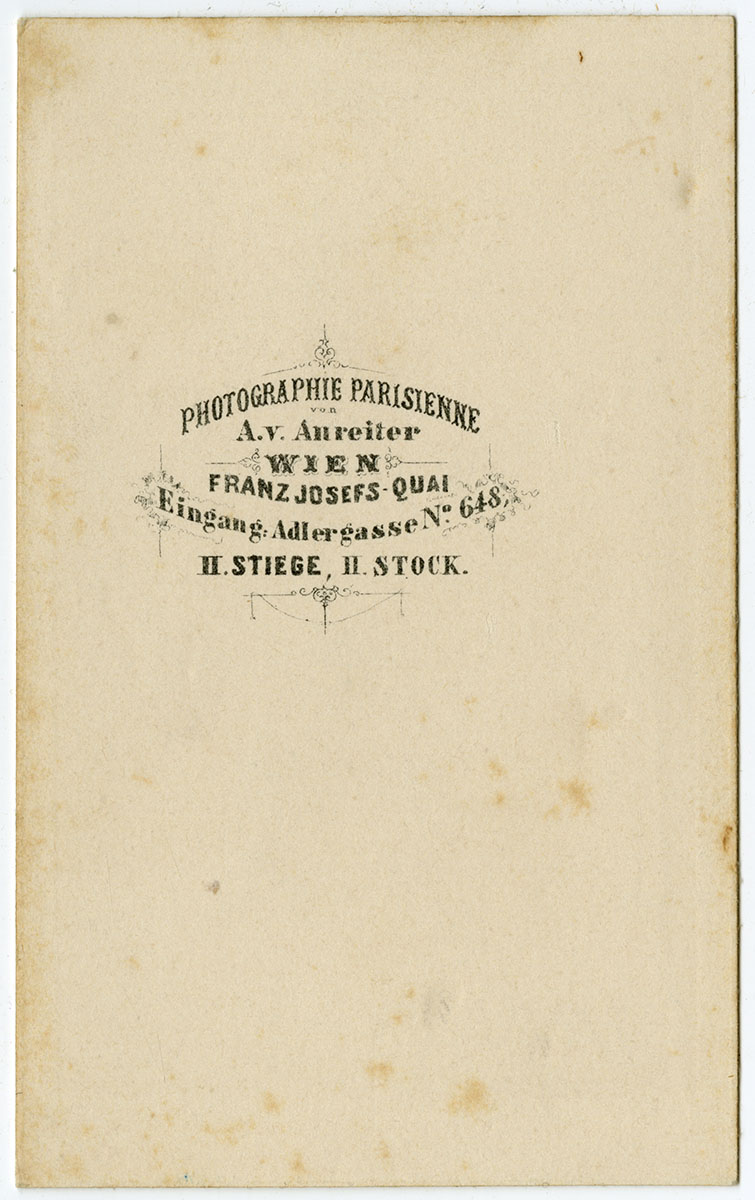 PHOTOGRAPHIE PARISIENNE
von
A.v. Anreiter
WIEN
FRANZ JOSEFS-QUAI
Eingang: Adlergasse No 648,
II. STIEGE, II. STOCK.